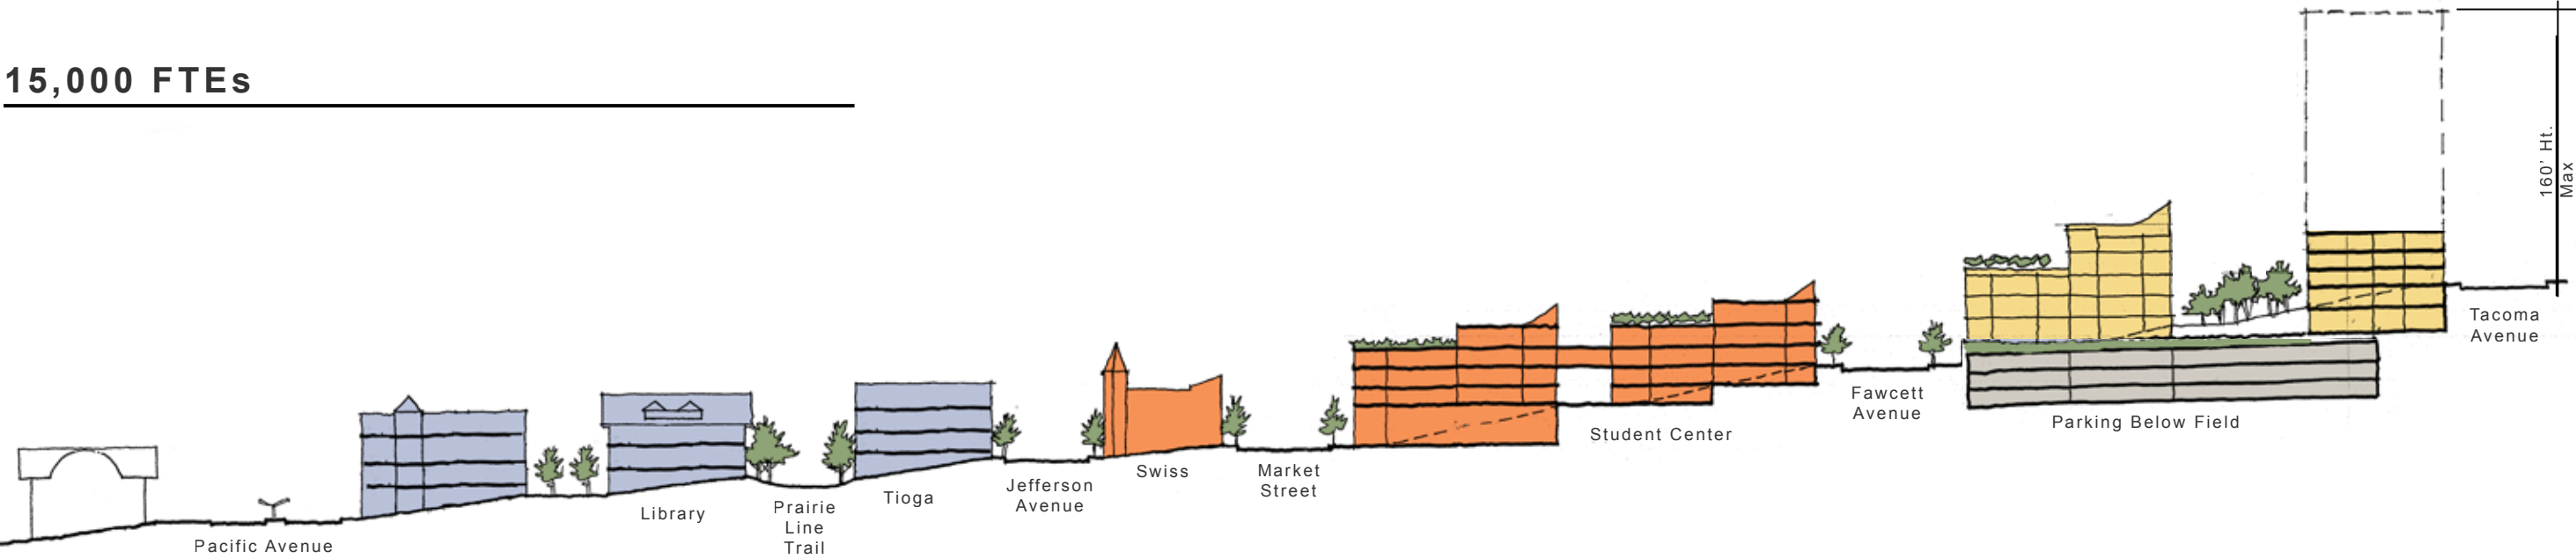 15,000 FTEs
160' Ht.
Max
Pacific Avenue
Library
Prairie
Line
Trail
Tioga
Jefferson
Avenue
Swiss
Market
Street
Student Center
Fawcett
Avenue
Parking Below Field
Tacoma
Avenue